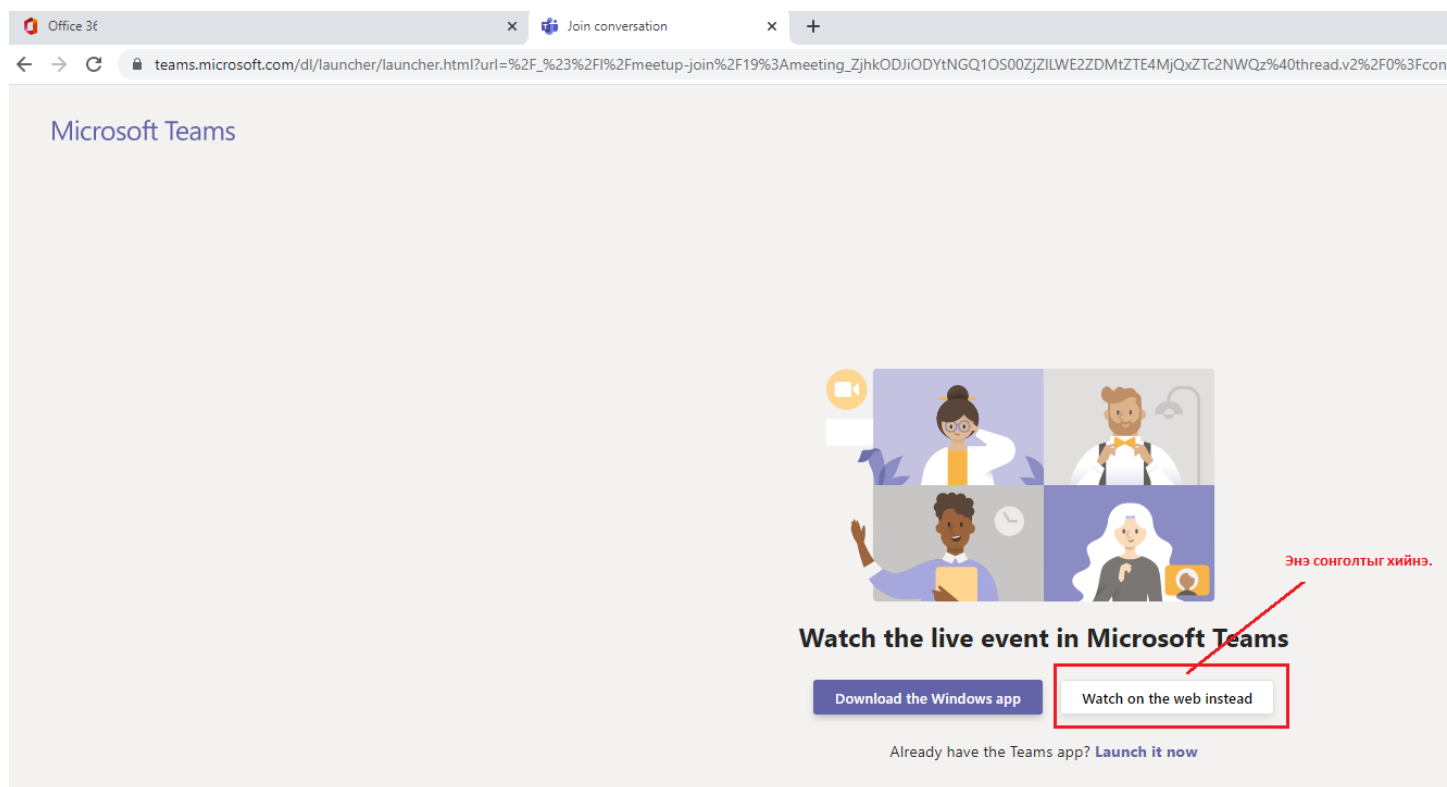 Office 36
Join conversation
teams.microsoft.com/dl/launcher/launcher.html?url=%2F_%23%2Fl%2Fmeetup-join%2F19%3Ameeting_ZjhkODJiODYtNGQ1OS00ZjZlLWE2ZDMtZTE4MjQxZTc2NWQz%40thread.v2%2F0%3Fcon
Microsoft Teams
Энэ сонголтыг хийнэ.
Watch the live event in Microsoft Teams
Download the Windows app
Watch on the web instead
Already have the Teams app? Launch it now